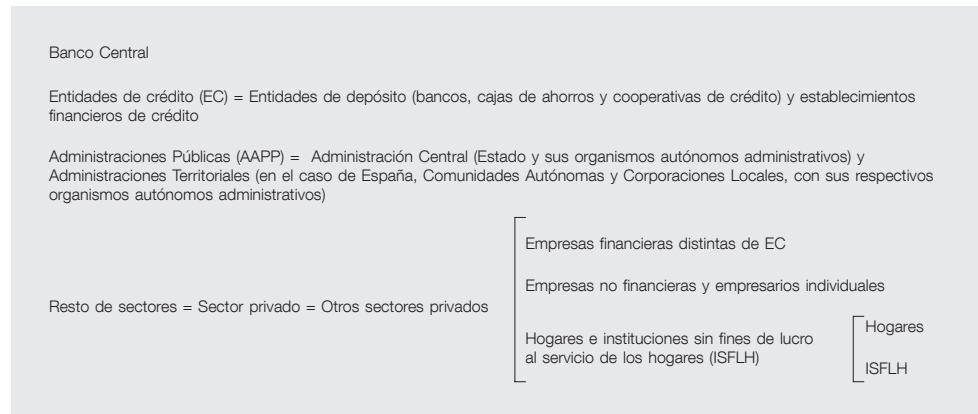 Banco Central
Entidades de crédito (EC) = Entidades de depósito (bancos, cajas de ahorros y cooperativas de crédito) y establecimientos
financieros de crédito
Administraciones Públicas (AAPP) = Administración Central (Estado y sus organismos autónomos administrativos) y
Administraciones Territoriales (en el caso de España, Comunidades Autónomas y Corporaciones Locales, con sus respectivos
organismos autónomos administrativos)
Resto de sectores = Sector privado = Otros sectores privados
Empresas financieras distintas de EC
Empresas no financieras y empresarios individuales
Hogares e instituciones sin fines de lucro
al servicio de los hogares (ISFLH)
Hogares
ISFLH